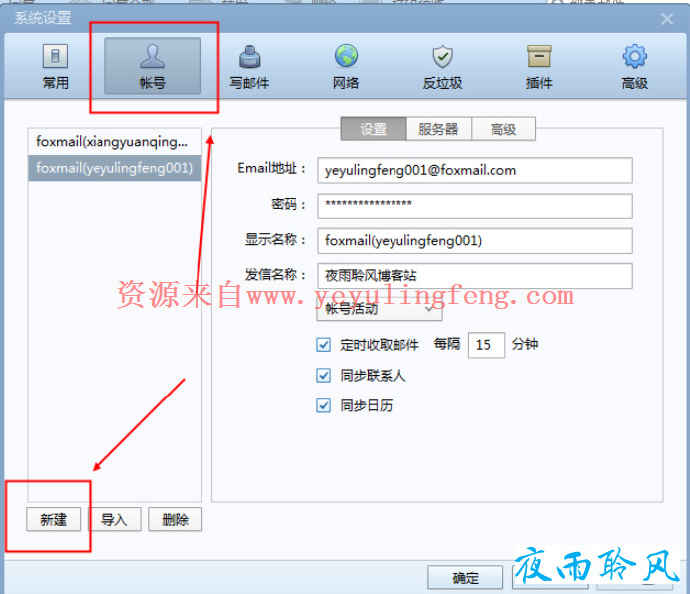 系统设置
常用 帐号 写邮件 网络 反垃圾 插件 高级
foxmail(xiangyuanqing...
foxmail(yeyulingfeng001)
设置 服务器 高级
Email地址： yeyulingfeng001@foxmail.com
密码： ****************
显示名称： foxmail(yeyulingfeng001)
发信名称： 夜雨聆风博客站
资源来自www.yeyulingfeng.com
帐号活动
定时收取邮件 每隔 15 分钟
同步联系人
同步日历
新建 导入 删除
确定
夜雨聆风